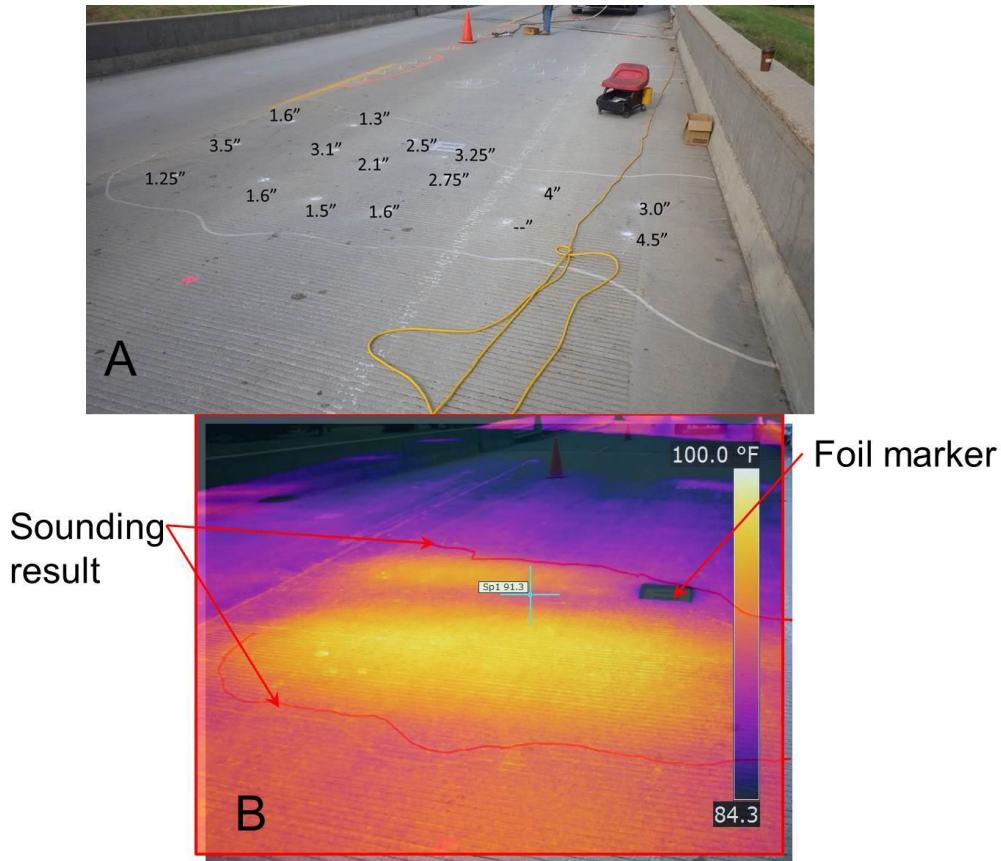 1.6”
1.3”
3.5”
3.1”
2.5”
3.25”
2.1”
1.25”
2.75”
1.6”
4”
1.5”
1.6”
3.0”
--”
4.5”
A
100.0 °F
Foil marker
Sounding
result
Sp1 91.3
B
84.3